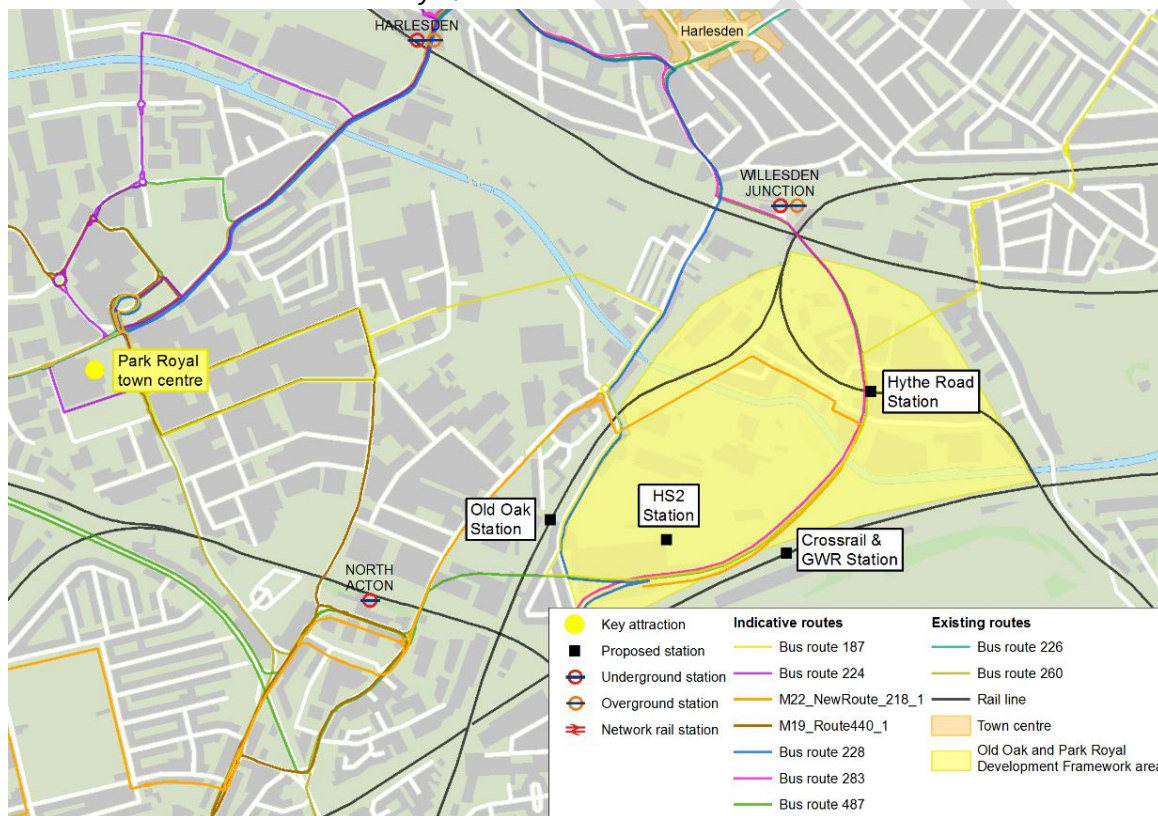 HARLESDEN
Harlesden
WILLESDEN
JUNCTION
Park Royal
town centre
Hythe Road
Station
Old Oak
Station
HS2
Station
Crossrail &
GWR Station
NORTH
ACTON
Key attraction
Proposed station
Underground station
Overground station
Network rail station
Indicative routes
Bus route 187
Bus route 224
M22_NewRoute_218_1
M19_Route440_1
Bus route 228
Bus route 283
Bus route 487
Existing routes
Bus route 226
Bus route 260
Rail line
Town centre
Old Oak and Park Royal
Development Framework area